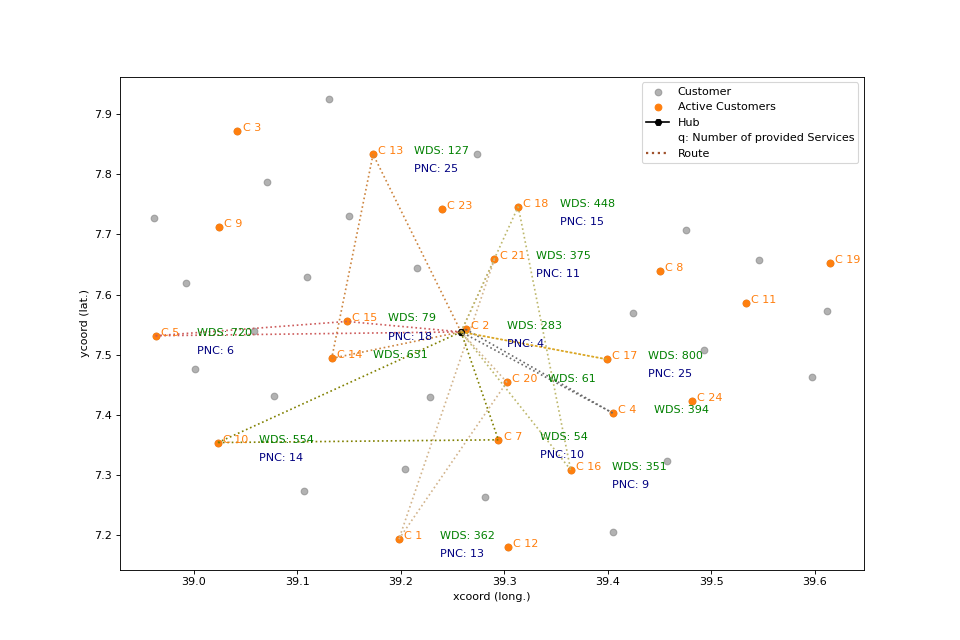 Customer
Active Customers
Hub
q: Number of provided Services
Route
7.9
7.8
7.7
7.6
7.5
7.4
7.3
7.2
ycoord (lat.)
C 3
C 13 WDS: 127
PNC: 25
C 23
C 18 WDS: 448
PNC: 15
C 9
C 21 WDS: 375
PNC: 11
C 8
C 19
C 11
C 15 WDS: 79
PNC: 18
C 2 WDS: 283
PNC: 4
C 5 WDS: 720
PNC: 6
C 14 WDS: 651
C 17 WDS: 800
PNC: 25
C 20 WDS: 61
C 24
C 4 WDS: 394
C 10 WDS: 554
PNC: 14
C 7 WDS: 54
PNC: 10
C 16 WDS: 351
PNC: 9
C 1 WDS: 362
PNC: 13
C 12
39.0 39.1 39.2 39.3 39.4 39.5 39.6
xcoord (long.)